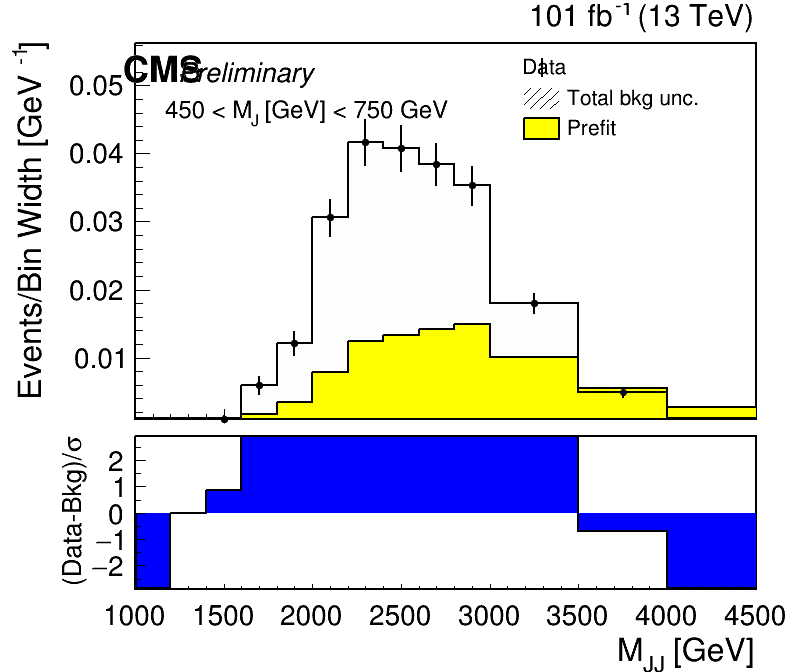 101 fb⁻¹ (13 TeV)
CMS Preliminary
Data
450 < M_J [GeV] < 750 GeV
Total bkg unc.
Prefit
Events/Bin Width [GeV⁻¹]
0.05
0.04
0.03
0.02
0.01
(Data-Bkg)/σ
2
1
0
−1
−2
1000 1500 2000 2500 3000 3500 4000 4500
M_JJ [GeV]